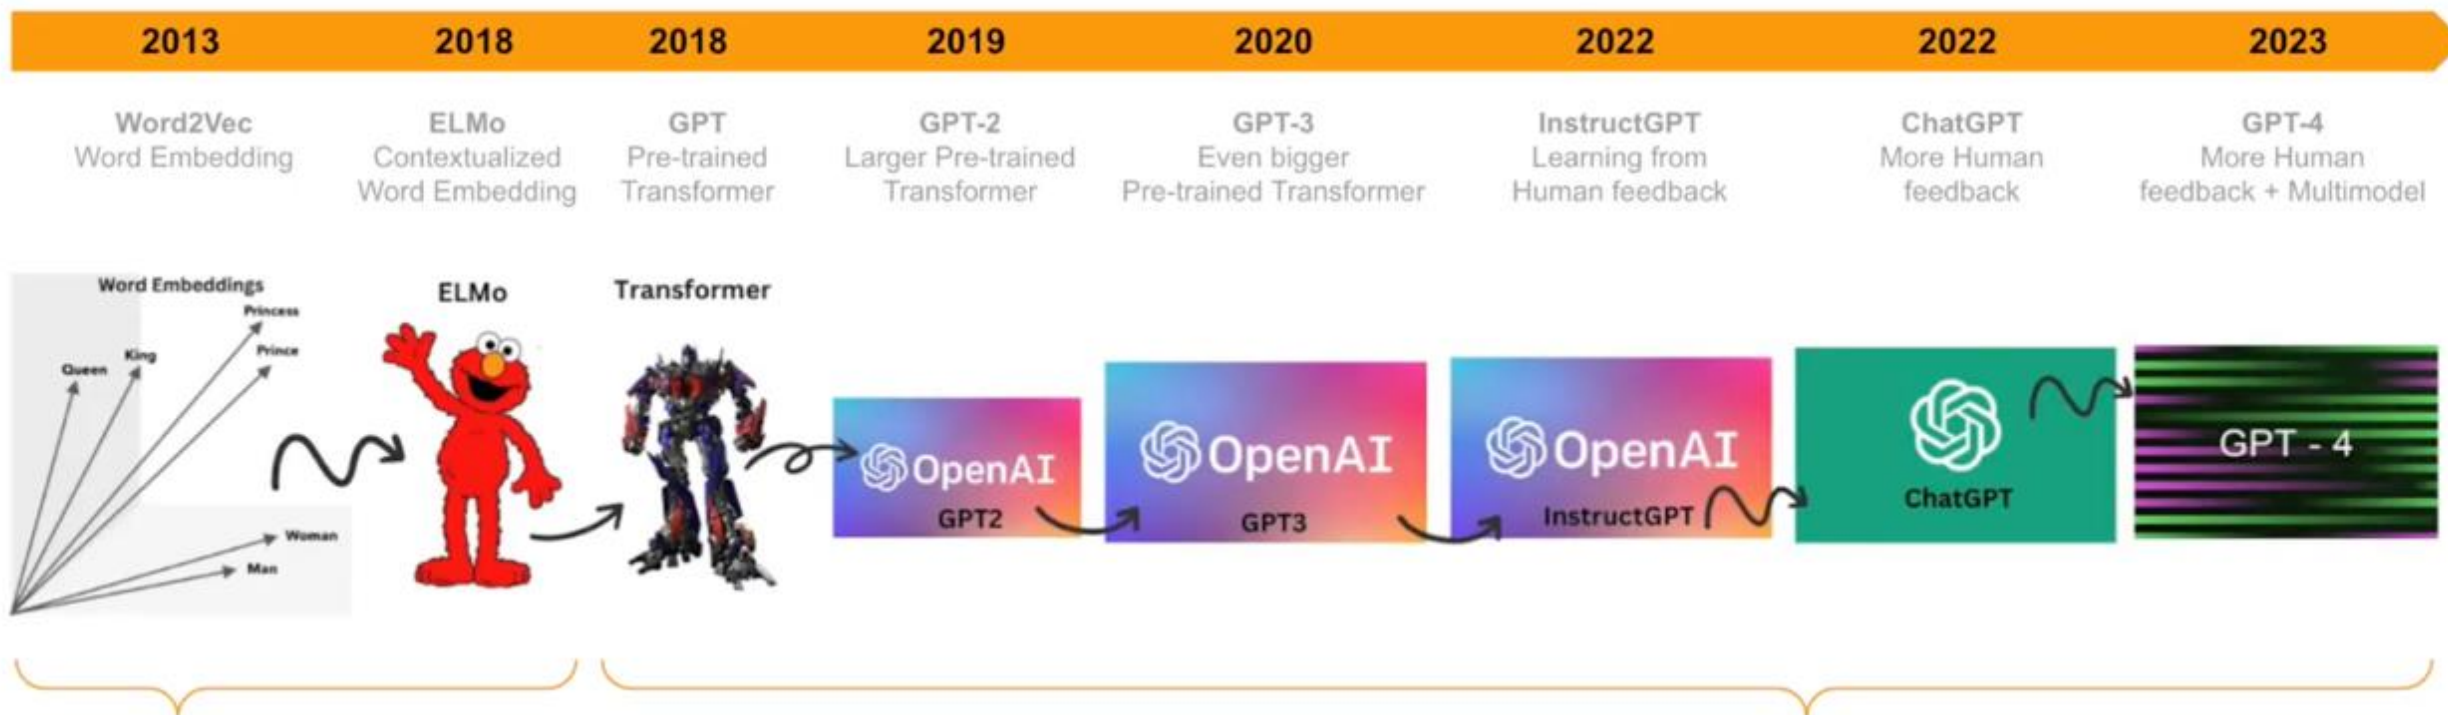 2013 2018 2018 2019 2020 2022 2022 2023
Word2Vec
Word Embedding
ELMo
Contextualized
Word Embedding
GPT
Pre-trained
Transformer
GPT-2
Larger Pre-trained
Transformer
GPT-3
Even bigger
Pre-trained Transformer
InstructGPT
Learning from
Human feedback
ChatGPT
More Human
feedback
GPT-4
More Human
feedback + Multimodel
Word Embeddings
Princess
Prince
King
Queen
Woman
Man
ELMo
Transformer
OpenAI
GPT2
OpenAI
GPT3
OpenAI
InstructGPT
ChatGPT
GPT - 4